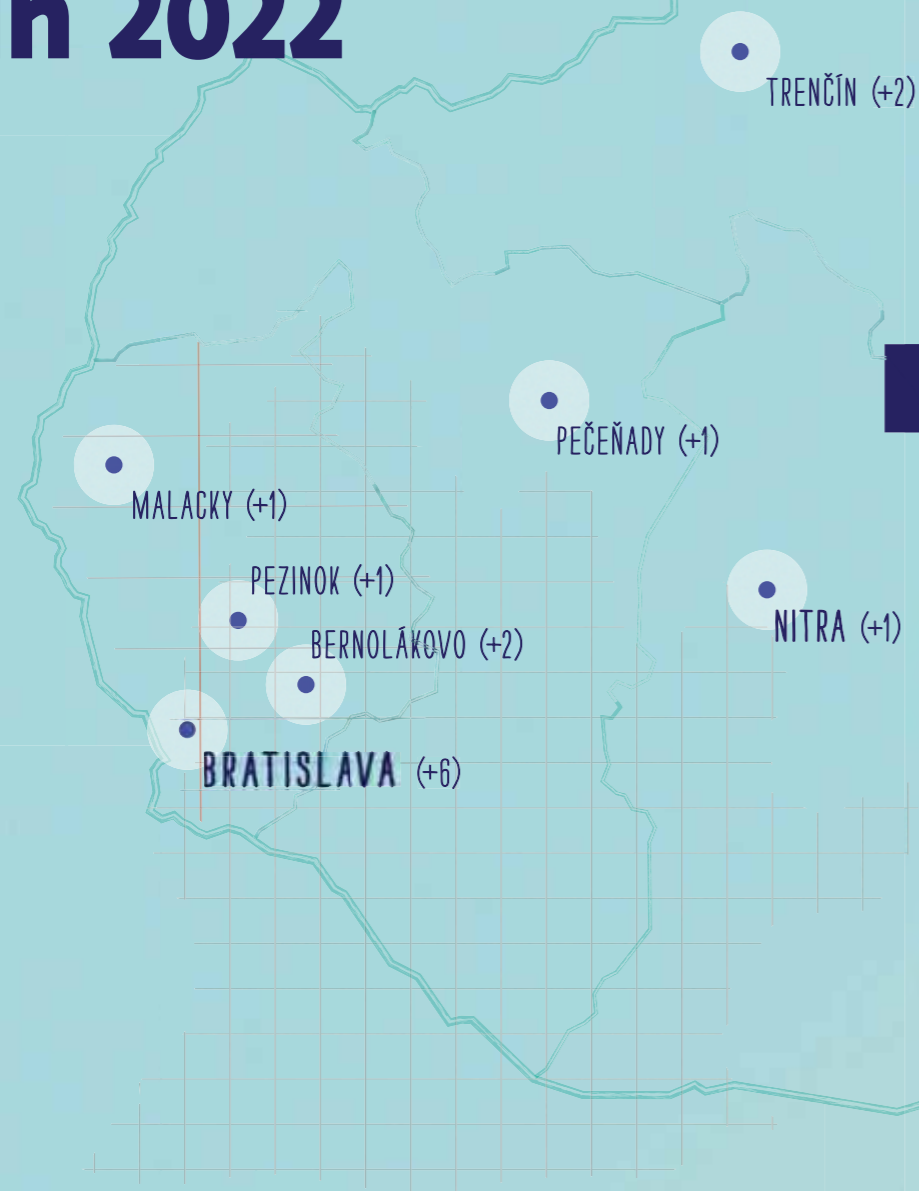 h 2022
TRENČÍN (+2)
PEČEŇADY (+1)
MALACKY (+1)
PEZINOK (+1)
NITRA (+1)
BERNOLÁKOVO (+2)
BRATISLAVA (+6)